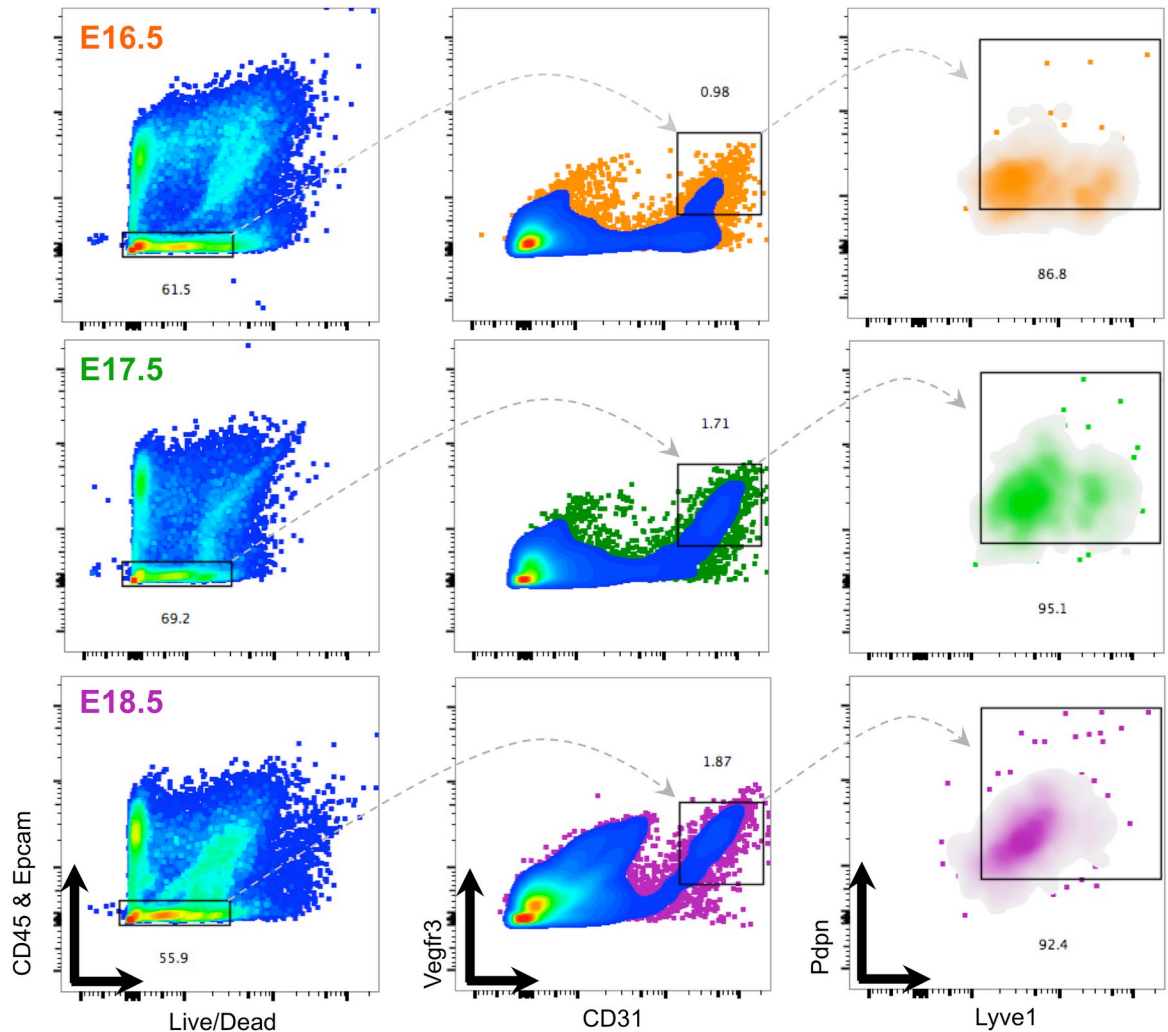 E16.5
0.98
61.5
86.8
E17.5
1.71
69.2
95.1
E18.5
1.87
55.9
92.4
CD45 & Epcam
Live/Dead
Vegfr3
CD31
Pdpn
Lyve1